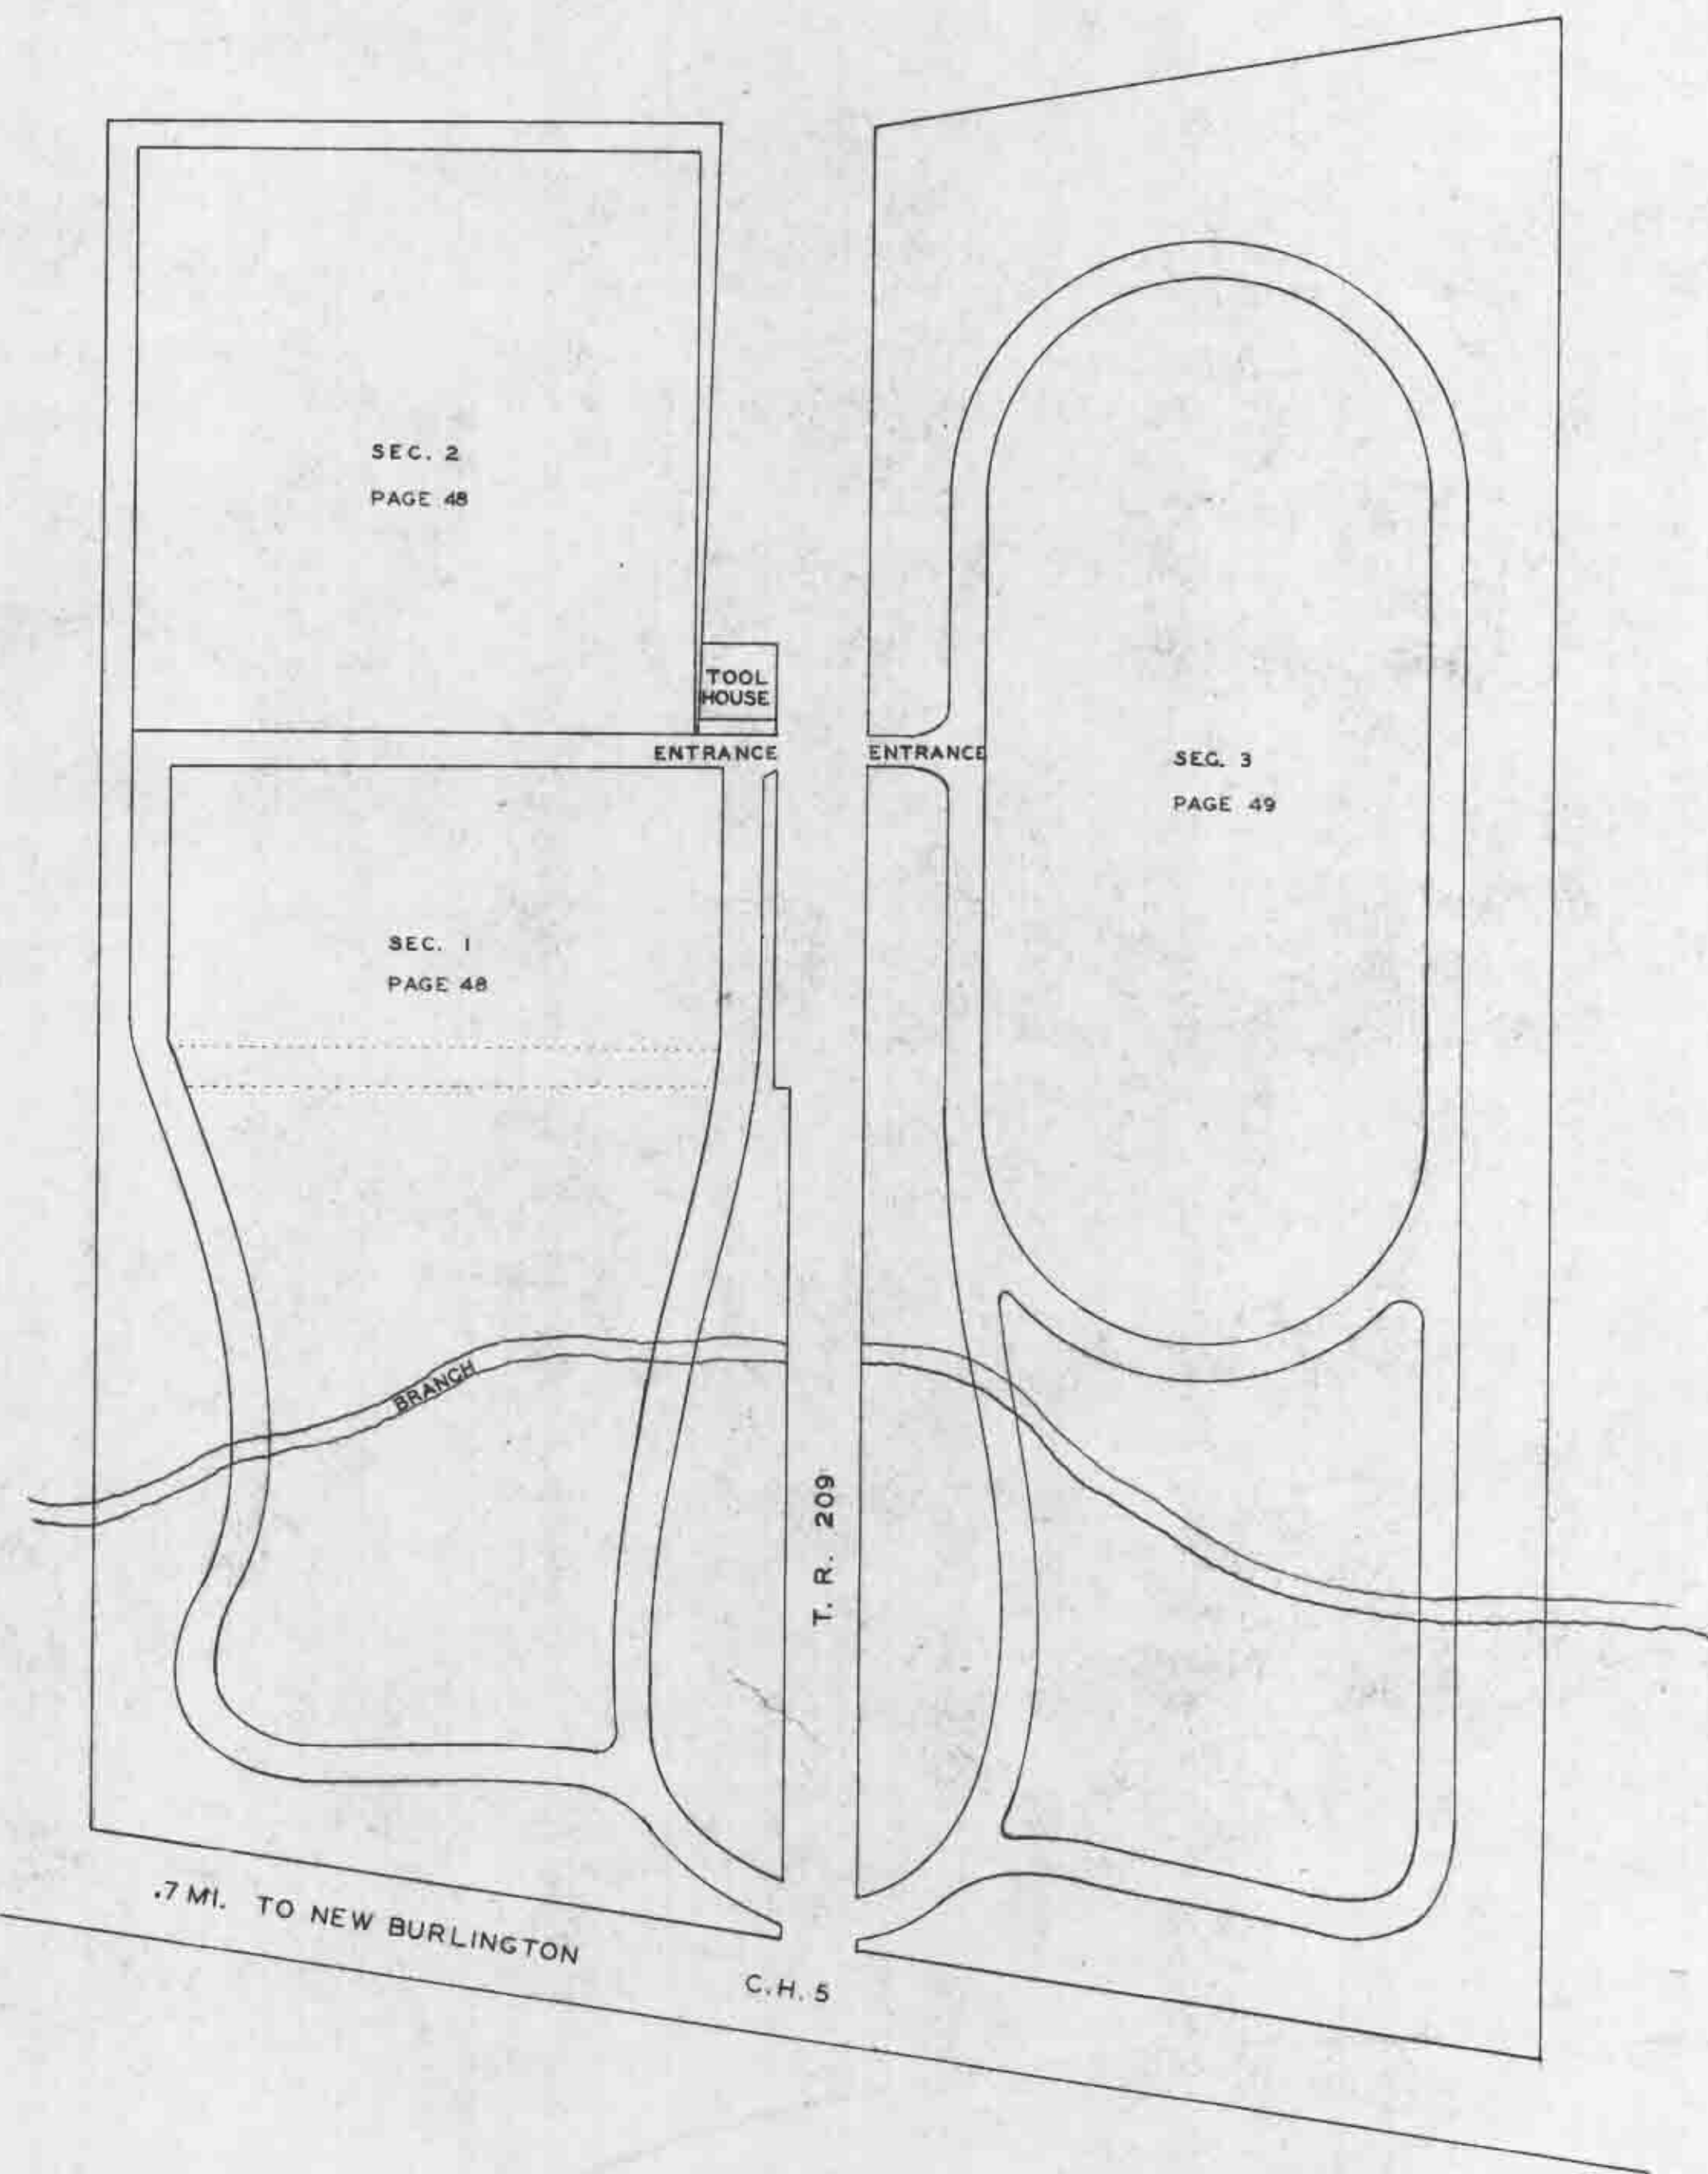 SEC. 2
PAGE 48
TOOL
HOUSE
ENTRANCE
ENTRANCE
SEC. 3
PAGE 49
SEC. 1
PAGE 48
BRANCH
T. R. 209
.7 MI. TO NEW BURLINGTON
C.H. 5